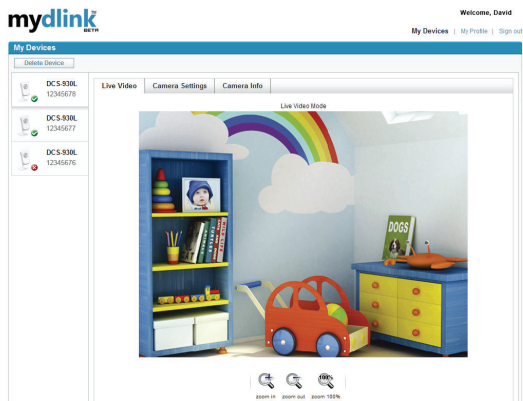 mydlink
BETA
Welcome, David
My Devices | My Profile | Sign out
My Devices
Delete Device
DCS-930L
12345678
DCS-930L
12345677
DCS-930L
12345676
Live Video Camera Settings Camera Info
Live Video Mode
DOGS
100%
zoom in zoom out zoom 100%